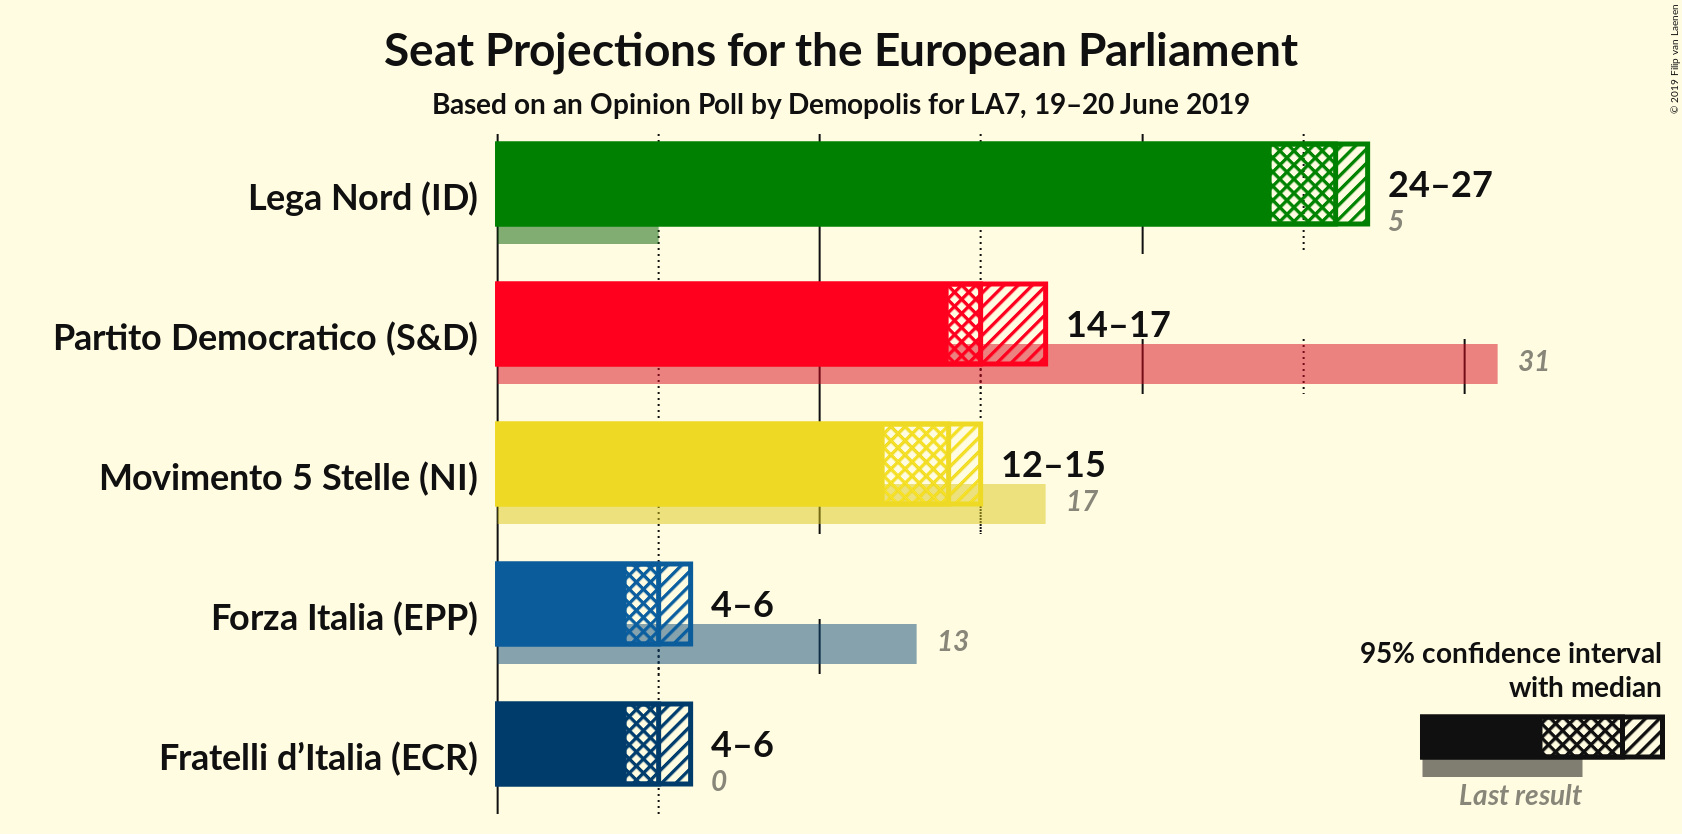 Seat Projections for the European Parliament
Based on an Opinion Poll by Demopolis for LA7, 19–20 June 2019
© 2019 Filip van Laenen
Lega Nord (ID)
24–27
5
Partito Democratico (S&D)
14–17
31
Movimento 5 Stelle (NI)
12–15
17
Forza Italia (EPP)
4–6
13
Fratelli d’Italia (ECR)
4–6
0
95% confidence interval
with median
Last result